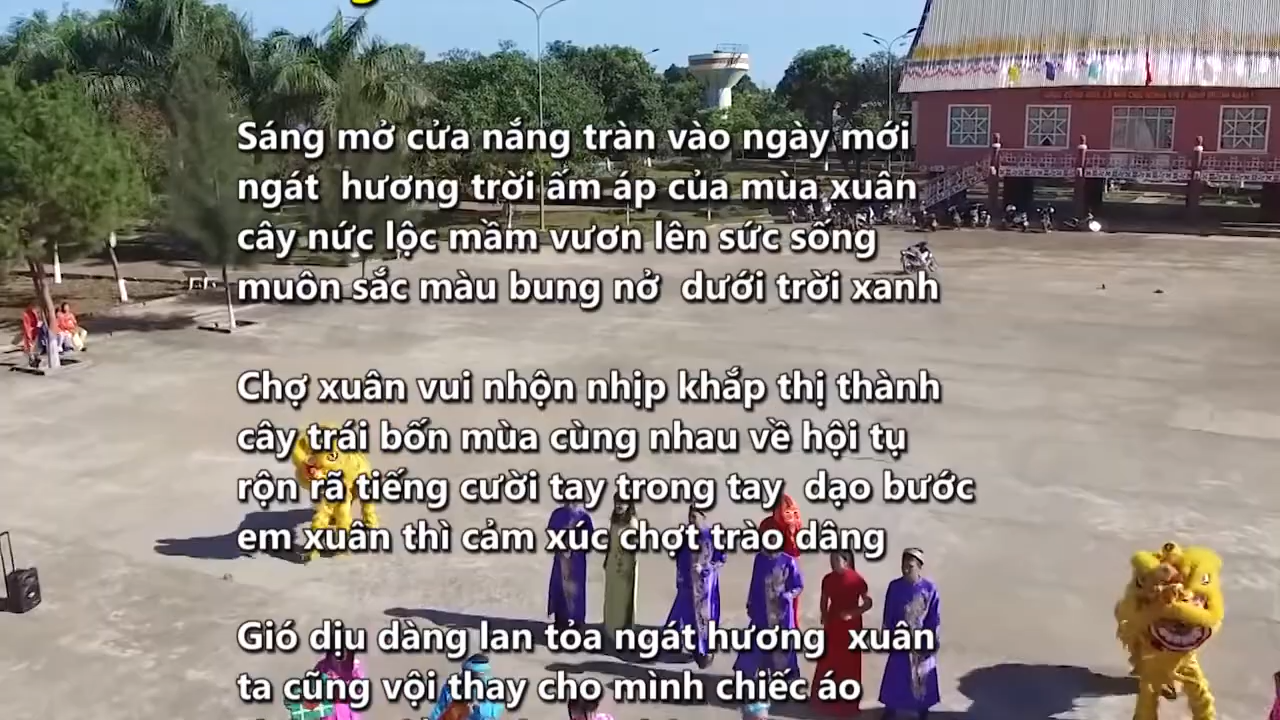 Sáng mở cửa nắng tràn vào ngày mới
ngát hương trời ấm áp của mùa xuân
cây nức lộc mầm vươn lên sức sống
muôn sắc màu bung nở dưới trời xanh
Chợ xuân vui nhộn nhịp khắp thị thành
cây trái bốn mùa cùng nhau về hội tụ
rộn rã tiếng cười tay trong tay dạo bước
em xuân thì cảm xúc chợt trào dâng
Gió dịu dàng lan tỏa ngát hương xuân
ta cũng vội thay cho mình chiếc áo